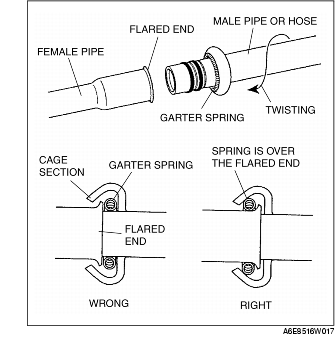 FLARED END
MALE PIPE OR HOSE
FEMALE PIPE
GARTER SPRING
TWISTING
CAGE
SECTION
GARTER SPRING
SPRING IS OVER
THE FLARED END
FLARED
END
WRONG
RIGHT
A6E8516W017